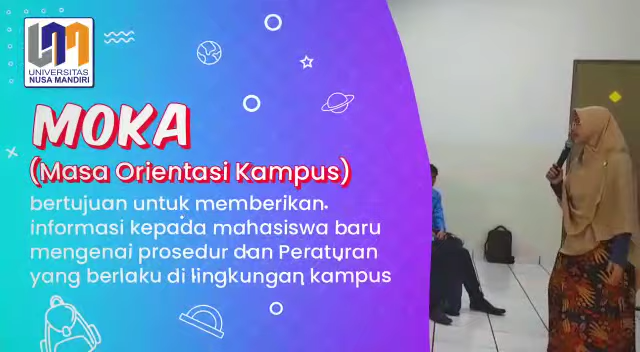 UNIVERSITAS
NUSA MANDIRI
MOKA
(Masa Orientasi Kampus)
bertujuan untuk memberikan
informasi kepada mahasiswa baru
mengenai prosedur dan Peraturan
yang berlaku di lingkungan kampus